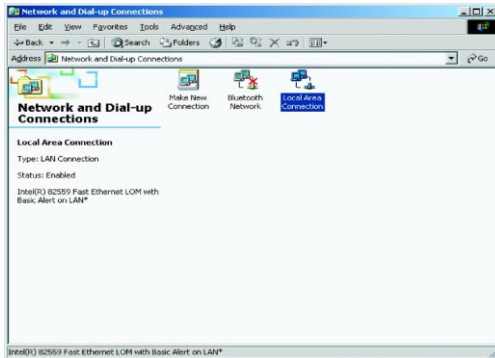 Network and Dial-up Connections
File Edit View Favorites Tools Advanced Help
Back Search Folders
Address Network and Dial-up Connections Go
Make New Connection
Bluetooth Network
Local Area Connection
Network and Dial-up
Connections
Local Area Connection
Type: LAN Connection
Status: Enabled
Intel(R) 82559 Fast Ethernet LOM with
Basic Alert on LAN*
Intel(R) 82559 Fast Ethernet LOM with Basic Alert on LAN*